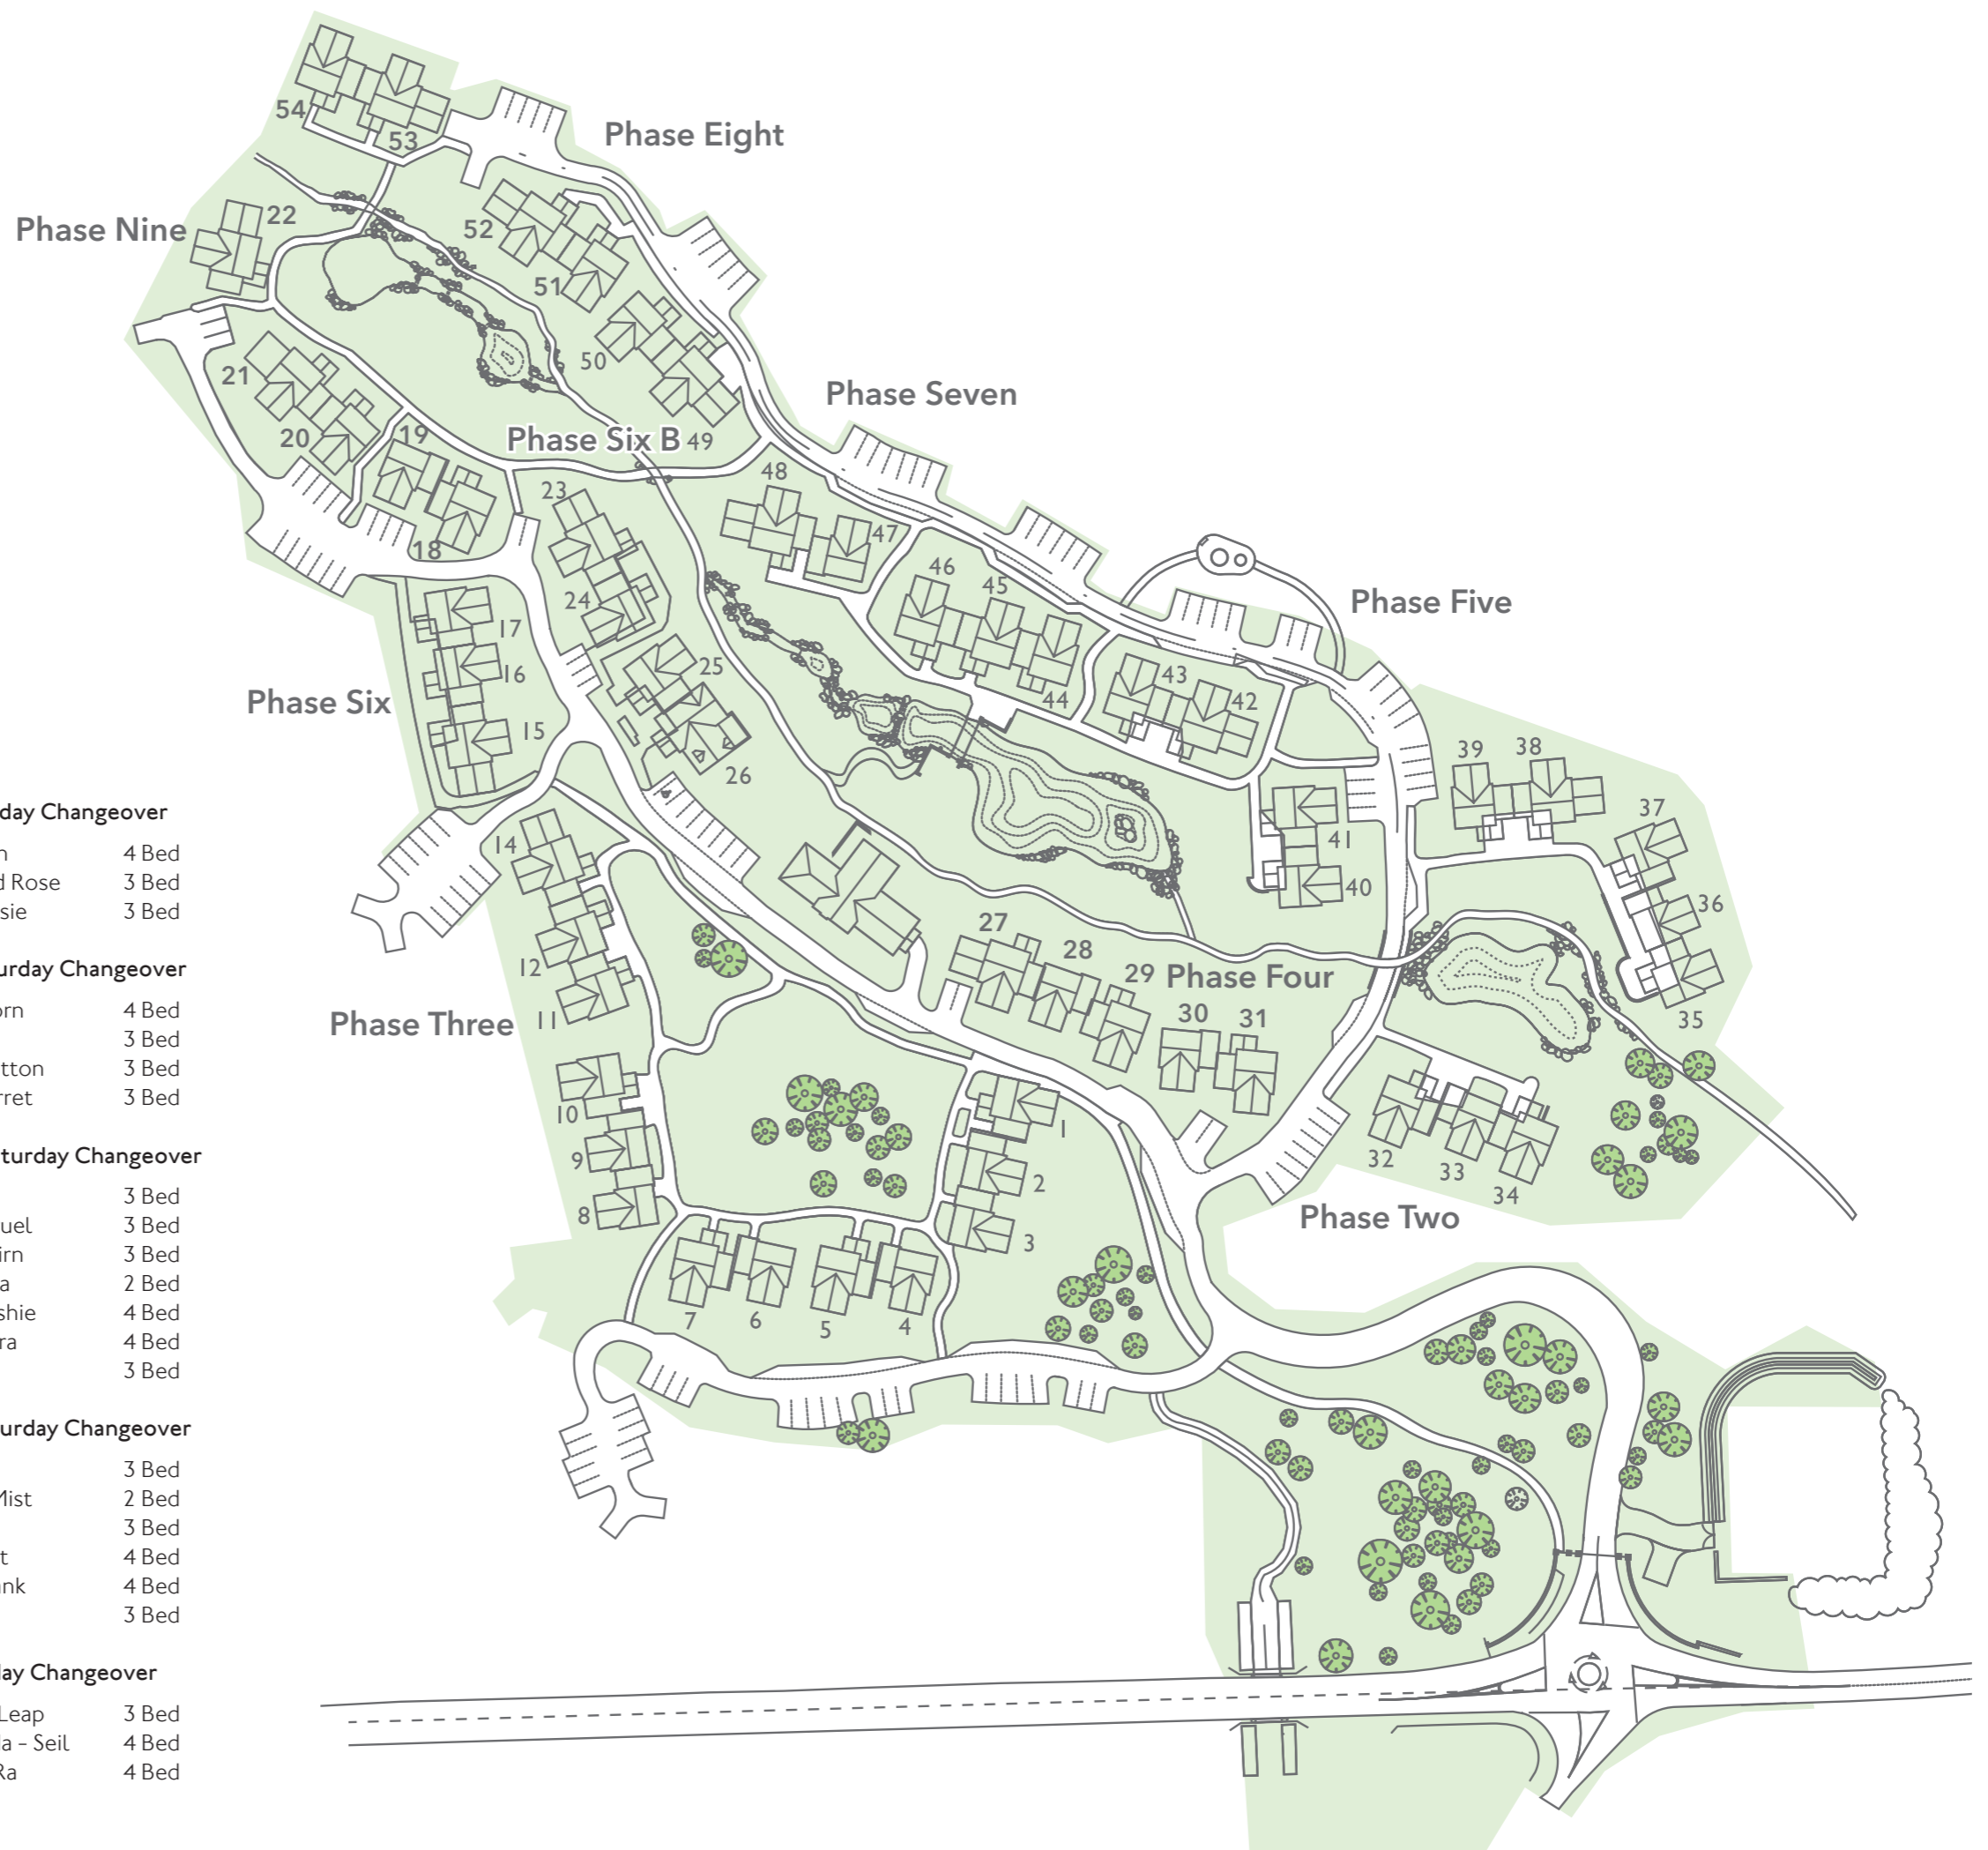 54
53
Phase Eight
22
Phase Nine
52
51
50
21
Phase Seven
20
19
Phase Six B
49
48
23
47
18
46
45
24
17
Phase Five
25
16
43
42
44
Phase Six
15
26
39
38
37
41
14
40
36
12
27
28
29
Phase Four
30
31
35
Phase Three
11
10
1
9
2
32
33
34
8
3
Phase Two
7
6
5
4
day Changeover
n 4 Bed
d Rose 3 Bed
sie 3 Bed
urday Changeover
orn 4 Bed
3 Bed
tton 3 Bed
rret 3 Bed
turday Changeover
3 Bed
uel 3 Bed
irn 3 Bed
a 2 Bed
shie 4 Bed
ra 4 Bed
3 Bed
urday Changeover
3 Bed
Mist 2 Bed
3 Bed
t 4 Bed
ank 4 Bed
3 Bed
day Changeover
Leap 3 Bed
la – Seil 4 Bed
Ra 4 Bed